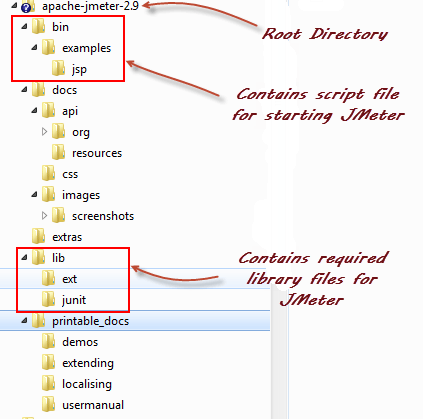 apache-jmeter-2.9
Root Directory
bin
examples
jsp
Contains script file
for starting JMeter
docs
api
org
resources
css
images
screenshots
extras
lib
ext
junit
Contains required
library files for
JMeter
printable_docs
demos
extending
localising
usermanual